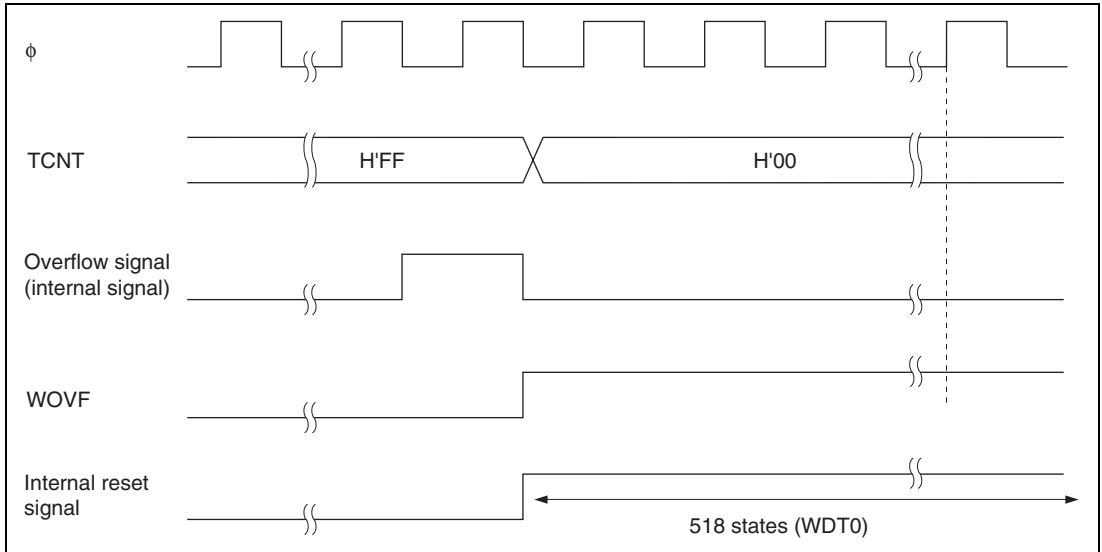 ϕ
TCNT
H'FF
H'00
Overflow signal
(internal signal)
WOVF
Internal reset
signal
518 states (WDT0)